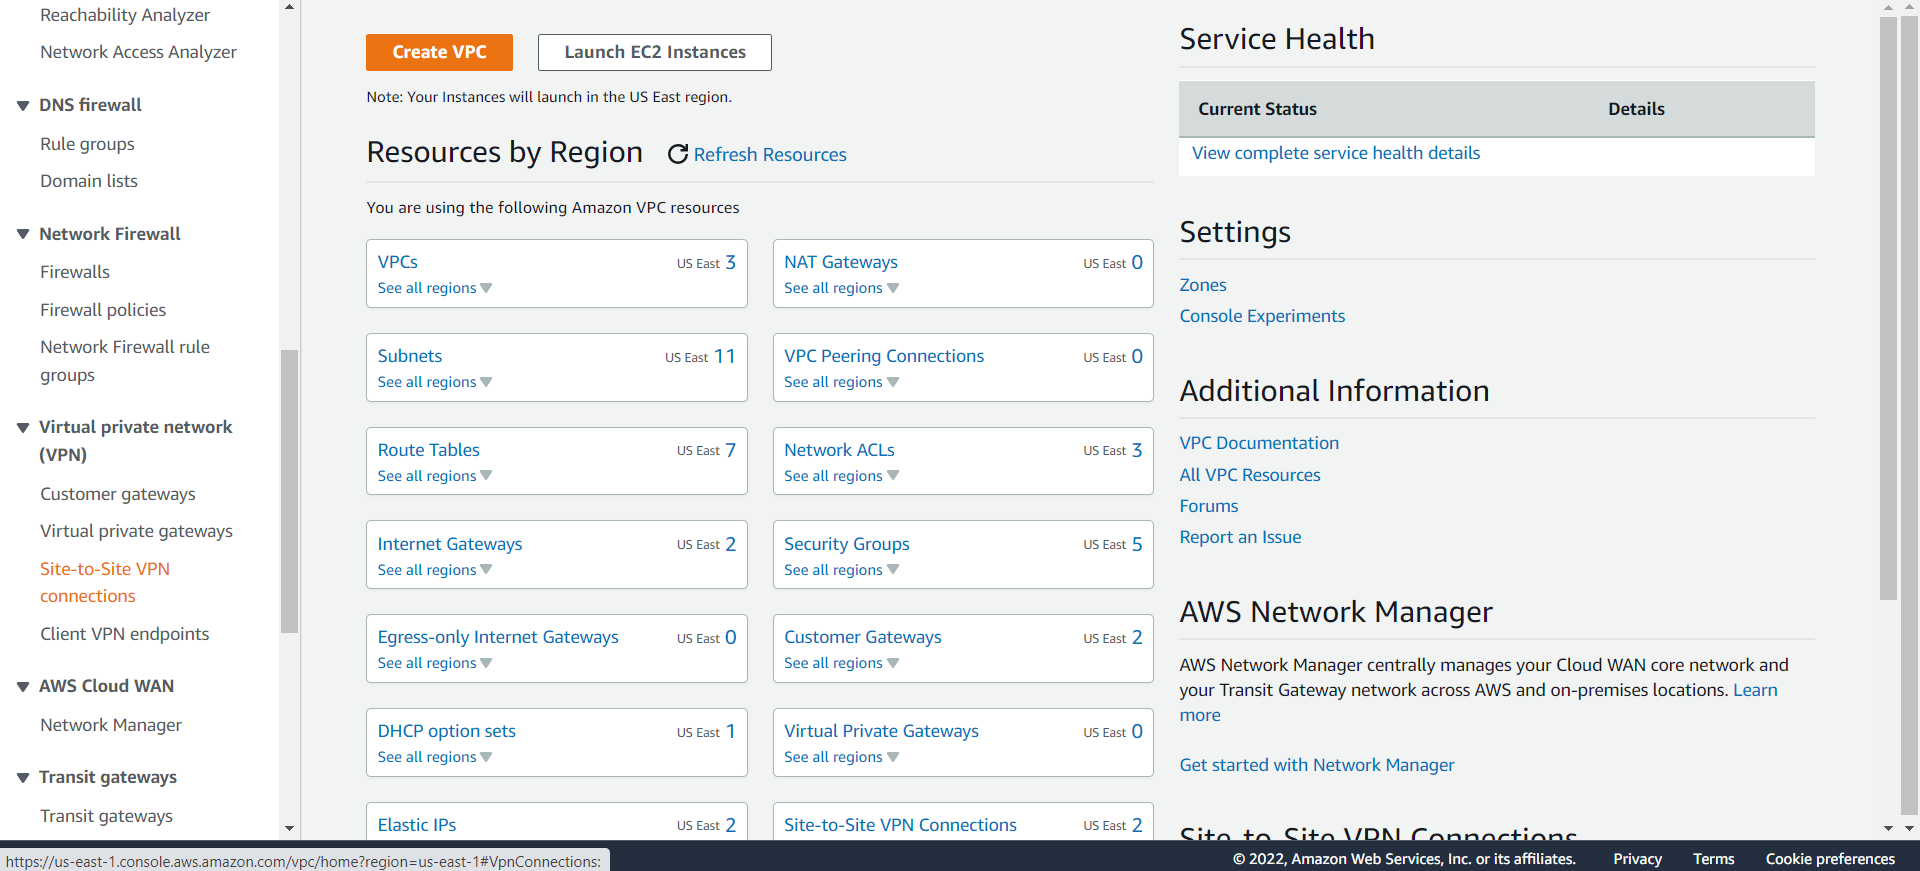 Reachability Analyzer
Network Access Analyzer
DNS firewall
Rule groups
Domain lists
Network Firewall
Firewalls
Firewall policies
Network Firewall rule
groups
Virtual private network
(VPN)
Customer gateways
Virtual private gateways
Site-to-Site VPN
connections
Client VPN endpoints
AWS Cloud WAN
Network Manager
Transit gateways
Transit gateways
Create VPC
Launch EC2 Instances
Note: Your Instances will launch in the US East region.
Resources by Region
Refresh Resources
You are using the following Amazon VPC resources
VPCs US East 3
See all regions
NAT Gateways US East 0
See all regions
Subnets US East 11
See all regions
VPC Peering Connections US East 0
See all regions
Route Tables US East 7
See all regions
Network ACLs US East 3
See all regions
Internet Gateways US East 2
See all regions
Security Groups US East 5
See all regions
Egress-only Internet Gateways US East 0
See all regions
Customer Gateways US East 2
See all regions
DHCP option sets US East 1
See all regions
Virtual Private Gateways US East 0
See all regions
Elastic IPs US East 2
Site-to-Site VPN Connections US East 2
Service Health
Current Status Details
View complete service health details
Settings
Zones
Console Experiments
Additional Information
VPC Documentation
All VPC Resources
Forums
Report an Issue
AWS Network Manager
AWS Network Manager centrally manages your Cloud WAN core network and
your Transit Gateway network across AWS and on-premises locations. Learn
more
Get started with Network Manager
Site-to-Site VPN Connections
https://us-east-1.console.aws.amazon.com/vpc/home?region=us-east-1#VpnConnections:
© 2022, Amazon Web Services, Inc. or its affiliates. Privacy Terms Cookie preferences